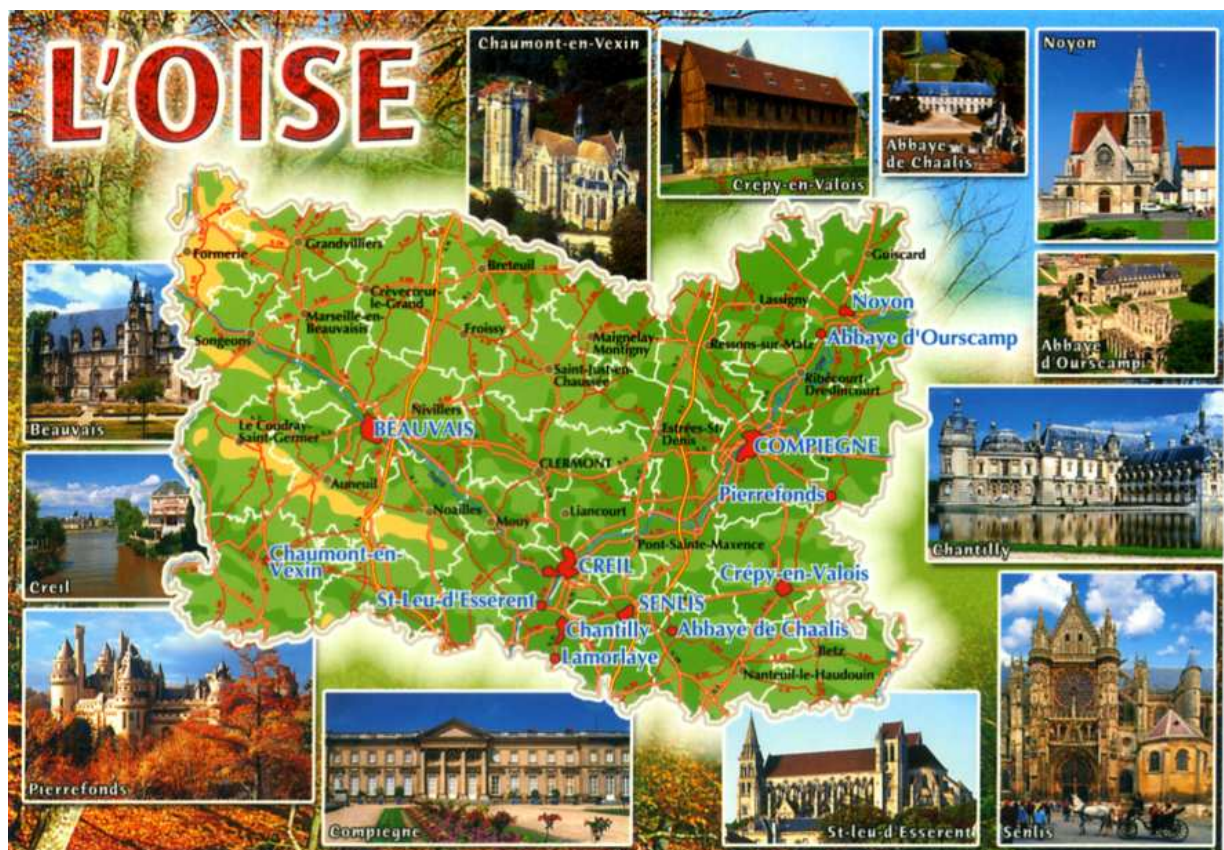 L'OISE
Chaumont-en-Vexin
Crépy-en-Valois
Abbaye
de Chaalis
Noyon
Abbaye
d'Ourscamp
Beauvais
Creil
Pierrefonds
Compiègne
St-leu-d'Esserent
Senlis
Chantilly
Formerie
Grandvilliers
Breteuil
Guiscard
Crèvecœur-
le-Grand
Marseille-en-
Beauvaisis
Songeons
Froissy
Maignelay
Montigny
Saint-Just-en-
Chaussée
Lassigny
Noyon
Abbaye d'Ourscamp
Ressons-sur-Matz
Ribécourt-
Dreslincourt
Le Coudray-
Saint-Germer
BEAUVAIS
Nivillers
Estrées-St-
Denis
COMPIEGNE
CLERMONT
Auneuil
Noailles
Mouy
Liancourt
Pierrefonds
Pont-Sainte-Maxence
Chaumont-en-
Vexin
CREIL
Crépy-en-Valois
St-Leu-d'Esserent
SENLIS
Chantilly
Abbaye de Chaalis
Lamorlaye
Betz
Nanteuil-le-Haudouin